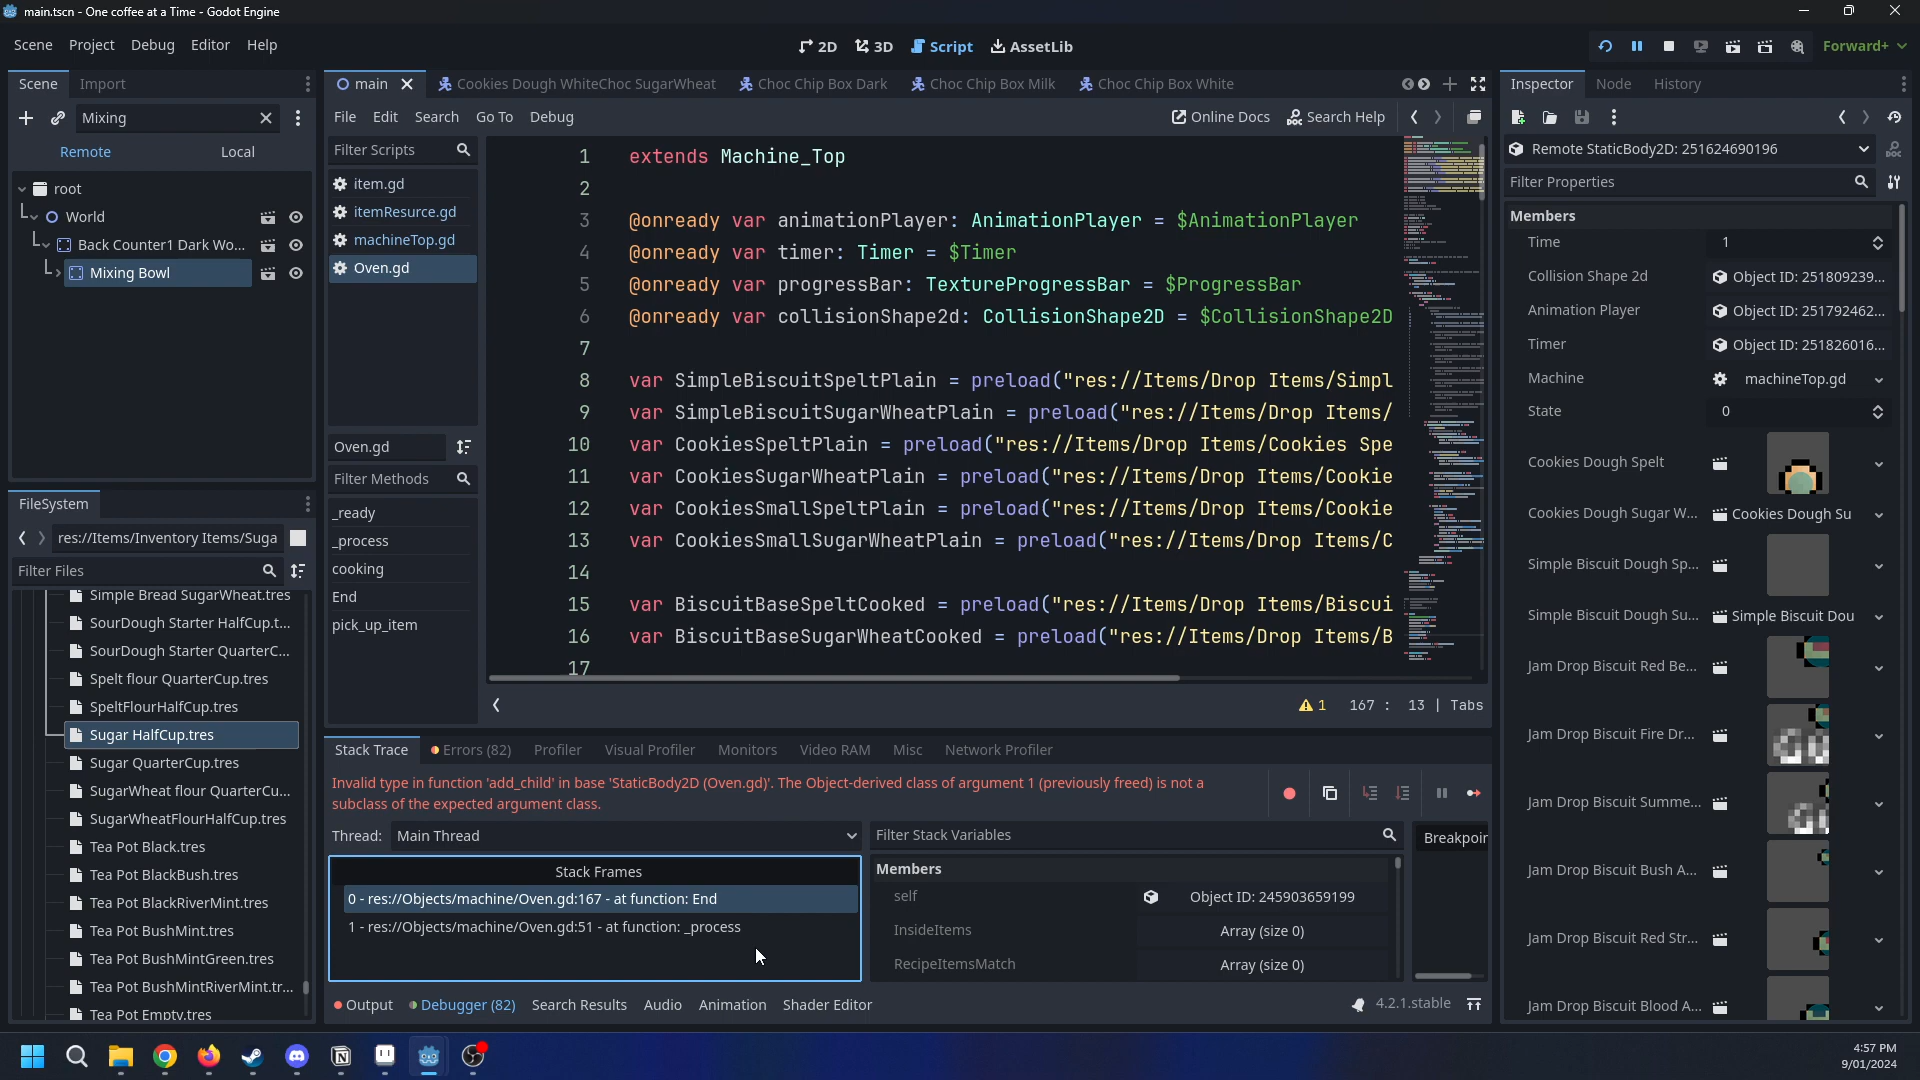 main.tscn - One coffee at a Time - Godot Engine
Scene Project Debug Editor Help
2D 3D Script AssetLib
Forward+
Scene Import
Mixing
Remote Local
root
World
Back Counter1 Dark Wo...
Mixing Bowl
FileSystem
res://Items/Inventory Items/Suga
Filter Files
Simple Bread SugarWheat.tres
SourDough Starter HalfCup.t...
SourDough Starter QuarterC...
Spelt flour QuarterCup.tres
SpeltFlourHalfCup.tres
Sugar HalfCup.tres
Sugar QuarterCup.tres
SugarWheat flour QuarterCu...
SugarWheatFlourHalfCup.tres
Tea Pot Black.tres
Tea Pot BlackBush.tres
Tea Pot BlackRiverMint.tres
Tea Pot BushMint.tres
Tea Pot BushMintGreen.tres
Tea Pot BushMintRiverMint.tr...
Tea Pot Empty.tres
main Cookies Dough WhiteChoc SugarWheat Choc Chip Box Dark Choc Chip Box Milk Choc Chip Box White
File Edit Search Go To Debug Online Docs Search Help
Filter Scripts
item.gd
itemResurce.gd
machineTop.gd
Oven.gd
Oven.gd
Filter Methods
_ready
_process
cooking
End
pick_up_item
1 extends Machine_Top
2
3 @onready var animationPlayer: AnimationPlayer = $AnimationPlayer
4 @onready var timer: Timer = $Timer
5 @onready var progressBar: TextureProgressBar = $ProgressBar
6 @onready var collisionShape2d: CollisionShape2D = $CollisionShape2D
7
8 var SimpleBiscuitSpeltPlain = preload("res://Items/Drop Items/Simpl
9 var SimpleBiscuitSugarWheatPlain = preload("res://Items/Drop Items/
10 var CookiesSpeltPlain = preload("res://Items/Drop Items/Cookies Spe
11 var CookiesSugarWheatPlain = preload("res://Items/Drop Items/Cookie
12 var CookiesSmallSpeltPlain = preload("res://Items/Drop Items/Cookie
13 var CookiesSmallSugarWheatPlain = preload("res://Items/Drop Items/C
14
15 var BiscuitBaseSpeltCooked = preload("res://Items/Drop Items/Biscui
16 var BiscuitBaseSugarWheatCooked = preload("res://Items/Drop Items/B
17
1 167 : 13 | Tabs
Stack Trace Errors (82) Profiler Visual Profiler Monitors Video RAM Misc Network Profiler
Invalid type in function 'add_child' in base 'StaticBody2D (Oven.gd)'. The Object-derived class of argument 1 (previously freed) is not a
subclass of the expected argument class.
Thread: Main Thread
Stack Frames
0 - res://Objects/machine/Oven.gd:167 - at function: End
1 - res://Objects/machine/Oven.gd:51 - at function: _process
Filter Stack Variables
Members
self Object ID: 245903659199
InsideItems Array (size 0)
RecipeItemsMatch Array (size 0)
Breakpoin
Output Debugger (82) Search Results Audio Animation Shader Editor 4.2.1.stable
Inspector Node History
Remote StaticBody2D: 251624690196
Filter Properties
Members
Time 1
Collision Shape 2d Object ID: 251809239...
Animation Player Object ID: 251792462...
Timer Object ID: 251826016...
Machine machineTop.gd
State 0
Cookies Dough Spelt
Cookies Dough Sugar W... Cookies Dough Su
Simple Biscuit Dough Sp...
Simple Biscuit Dough Su... Simple Biscuit Dou
Jam Drop Biscuit Red Be...
Jam Drop Biscuit Fire Dr...
Jam Drop Biscuit Summe...
Jam Drop Biscuit Bush A...
Jam Drop Biscuit Red Str...
Jam Drop Biscuit Blood A...
4:57 PM
9/01/2024